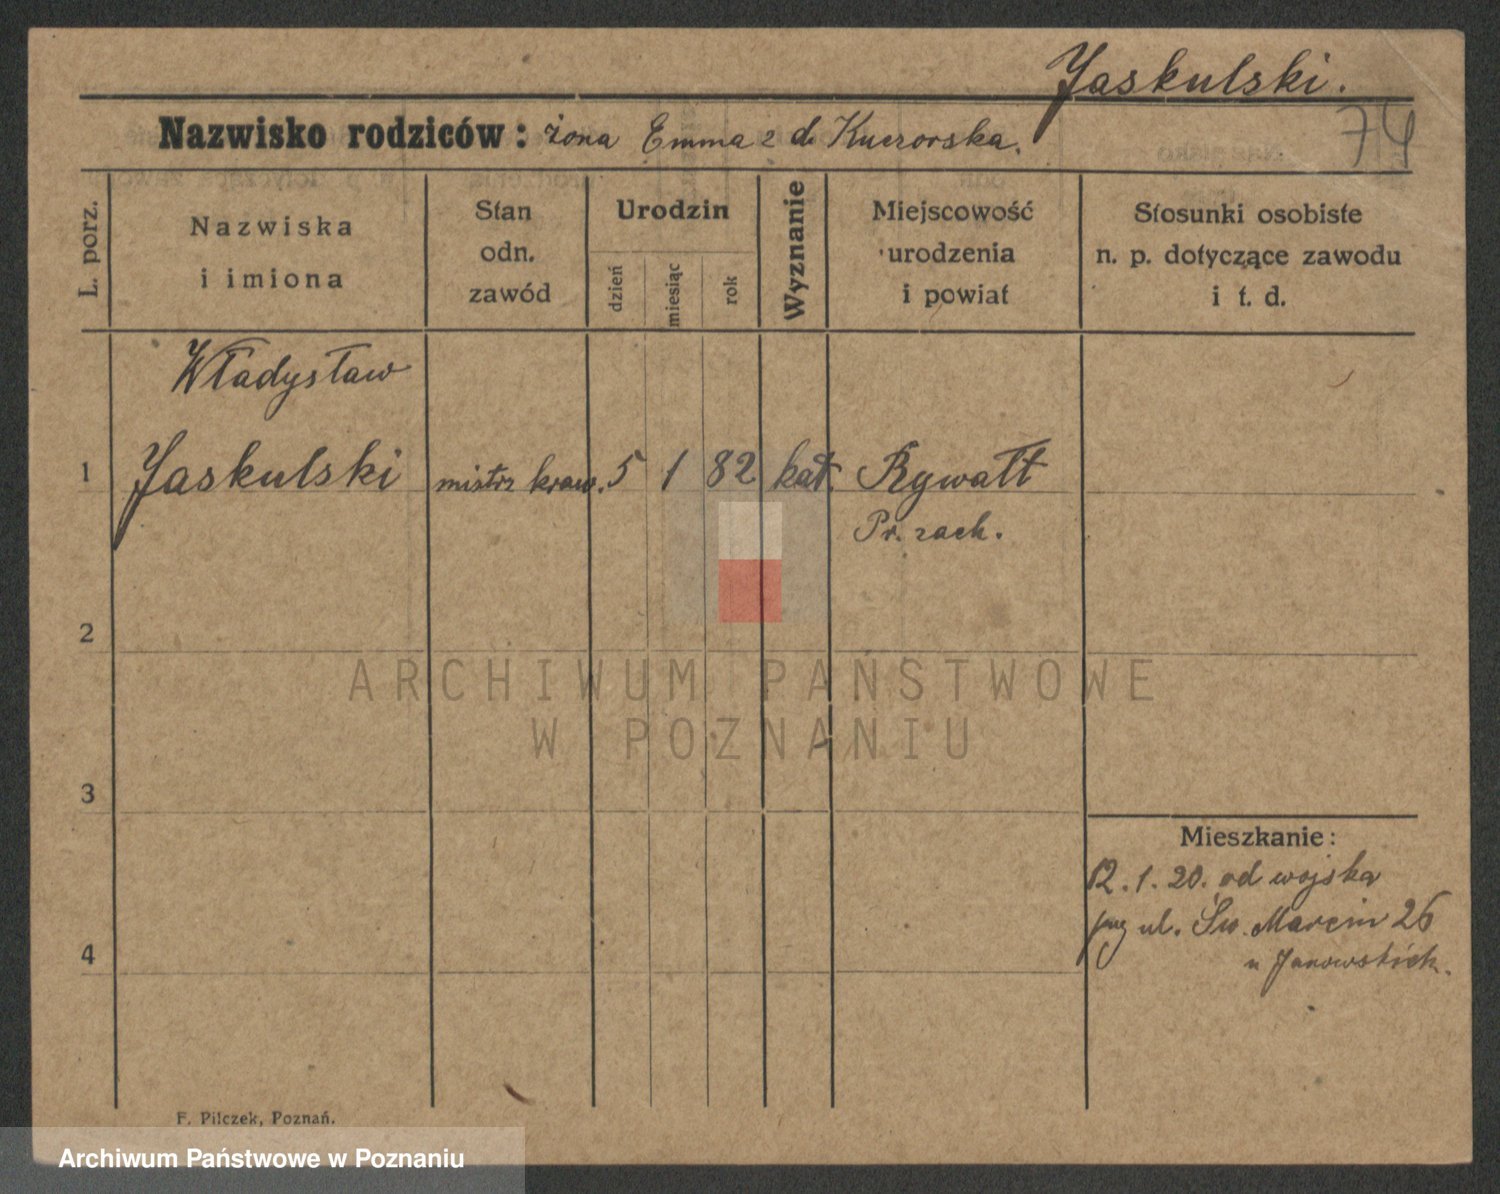 Jaskulski.
74
Nazwisko rodziców: żona Emma z d. Kuczorska.
L. porz.
Nazwiska
i imiona
Stan
odn.
zawód
Urodzin
dzień
miesiąc
rok
Wyznanie
Miejscowość
urodzenia
i powiat
Stosunki osobiste
n. p. dotyczące zawodu
i t. d.
Władysław
1 Jaskulski mistrz kraw. 5 1 82 kat. Rywałt
Pr. zach.
2
ARCHIWUM PAŃSTWOWE
W POZNANIU
3
Mieszkanie:
12.1.20. od wojska
ul. Św. Marcin 26
4
u Janowskich.
F. Pilczek, Poznań.
Archiwum Państwowe w Poznaniu